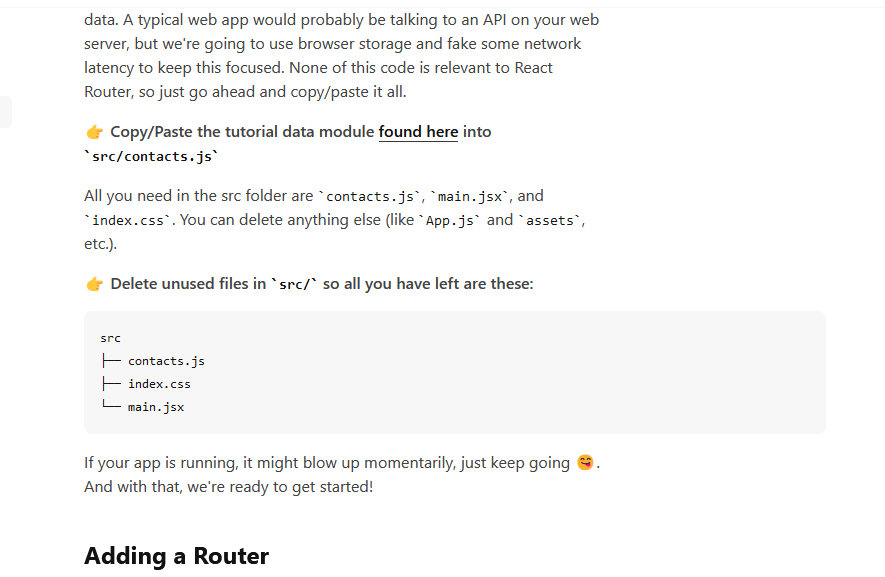 data. A typical web app would probably be talking to an API on your web
server, but we're going to use browser storage and fake some network
latency to keep this focused. None of this code is relevant to React
Router, so just go ahead and copy/paste it all.
👉 Copy/Paste the tutorial data module found here into
`src/contacts.js`
All you need in the src folder are `contacts.js`, `main.jsx`, and
`index.css`. You can delete anything else (like `App.js` and `assets`,
etc.).
👉 Delete unused files in `src/` so all you have left are these:
src
├── contacts.js
├── index.css
└── main.jsx
If your app is running, it might blow up momentarily, just keep going 😋.
And with that, we're ready to get started!
Adding a Router